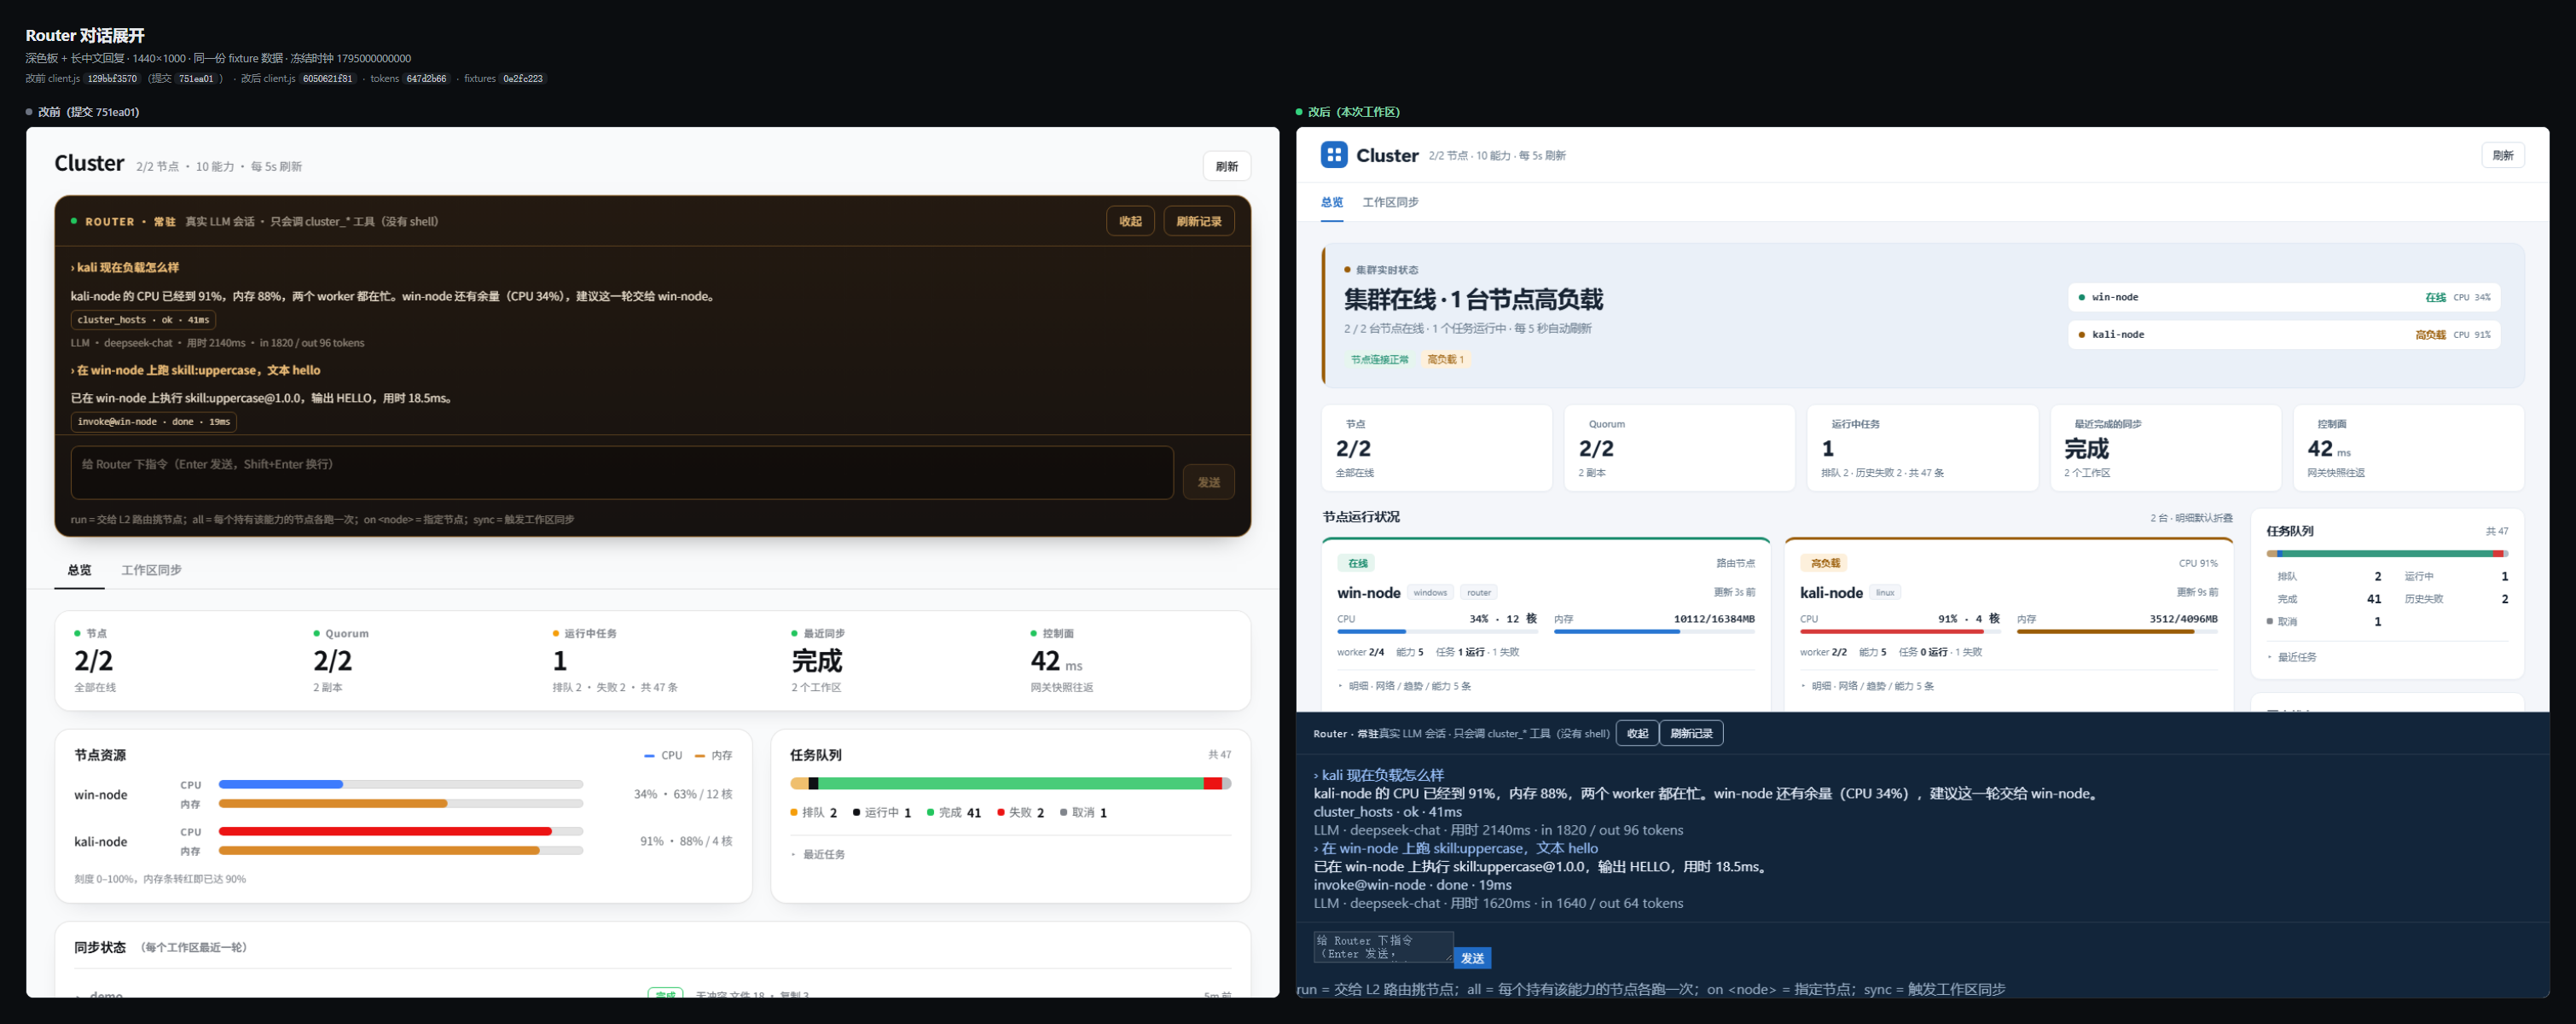 Router 对话展开
深色板 + 长中文回复 · 1440×1000 · 同一份 fixture 数据 · 冻结时钟 1795000000000
改前 client.js 129bbf3570 (提交 751ea01) · 改后 client.js 6050621f81 · tokens 647d2b66 · fixtures 0e2fc223
改前 (提交 751ea01)
Cluster 2/2 节点 · 10 能力 · 每 5s 刷新
刷新
ROUTER · 常驻 真实 LLM 会话 · 只会调 cluster_* 工具（没有 shell）
收起 刷新记录
› kali 现在负载怎么样
kali-node 的 CPU 已经到 91%，内存 88%，两个 worker 都在忙。win-node 还有余量（CPU 34%），建议这一轮交给 win-node。
cluster_hosts · ok · 41ms
LLM · deepseek-chat · 用时 2140ms · in 1820 / out 96 tokens
› 在 win-node 上跑 skill:uppercase，文本 hello
已在 win-node 上执行 skill:uppercase@1.0.0，输出 HELLO，用时 18.5ms。
invoke@win-node · done · 19ms
给 Router 下指令（Enter 发送，Shift+Enter 换行）
发送
run = 交给 L2 路由挑节点；all = 每个持有该能力的节点各跑一次；on <node> = 指定节点；sync = 触发工作区同步
总览 工作区同步
节点 Quorum 运行中任务 最近同步 控制面
2/2 2/2 1 完成 42 ms
全部在线 2 副本 排队 2 · 失败 2 · 共 47 条 2 个工作区 网关快照往返
节点资源 CPU 内存
win-node CPU 内存 34% · 63% / 12 核
kali-node CPU 内存 91% · 88% / 4 核
刻度 0–100%，内存条转红即已达 90%
任务队列 共 47
排队 2 运行中 1 完成 41 失败 2 取消 1
最近任务
同步状态 （每个工作区最近一轮）
demo 完成 无冲突 文件 18 · 复制 3 5m 前
改后 (本次工作区)
Cluster 2/2 节点 · 10 能力 · 每 5s 刷新
刷新
总览 工作区同步
集群实时状态
集群在线 · 1 台节点高负载
2 / 2 台节点在线 · 1 个任务运行中 · 每 5 秒自动刷新
节点连接正常 高负载 1
win-node 在线 CPU 34%
kali-node 高负载 CPU 91%
节点 Quorum 运行中任务 最近完成的同步 控制面
2/2 2/2 1 完成 42 ms
全部在线 2 副本 排队 2 · 历史失败 2 · 共 47 条 2 个工作区 网关快照往返
节点运行状况 2 台 · 明细默认折叠
在线 路由节点
win-node windows router 更新 3s 前
CPU 34% · 12 核 内存 10112/16384MB
worker 2/4 能力 5 任务 1 运行 · 1 失败
明细 · 网络 / 趋势 / 能力 5 条
高负载 CPU 91%
kali-node linux 更新 9s 前
CPU 91% · 4 核 内存 3512/4096MB
worker 2/2 能力 5 任务 0 运行 · 1 失败
明细 · 网络 / 趋势 / 能力 5 条
任务队列 共 47
排队 2 运行中 1
完成 41 历史失败 2
取消 1
最近任务
Router · 常驻真实 LLM 会话 · 只会调 cluster_* 工具（没有 shell） 收起 刷新记录
› kali 现在负载怎么样
kali-node 的 CPU 已经到 91%，内存 88%，两个 worker 都在忙。win-node 还有余量（CPU 34%），建议这一轮交给 win-node。
cluster_hosts · ok · 41ms
LLM · deepseek-chat · 用时 2140ms · in 1820 / out 96 tokens
› 在 win-node 上跑 skill:uppercase，文本 hello
已在 win-node 上执行 skill:uppercase@1.0.0，输出 HELLO，用时 18.5ms。
invoke@win-node · done · 19ms
LLM · deepseek-chat · 用时 1620ms · in 1640 / out 64 tokens
给 Router 下指令
（Enter 发送，
发送
run = 交给 L2 路由挑节点；all = 每个持有该能力的节点各跑一次；on <node> = 指定节点；sync = 触发工作区同步